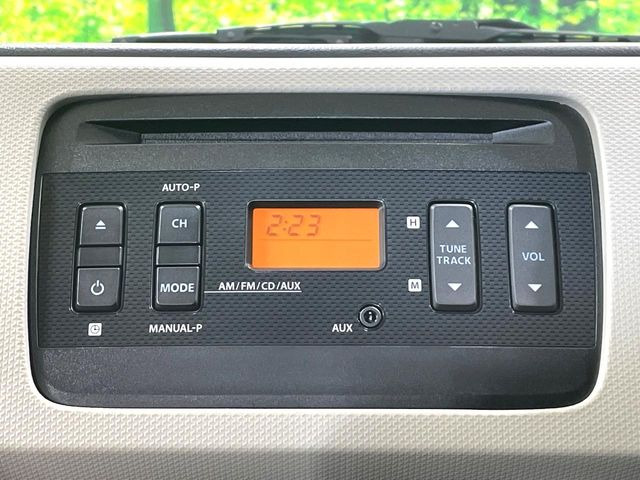 AUTO-P
CH
2:23
H
TUNE
TRACK
VOL
MODE
AM/FM/CD/AUX
M
MANUAL-P
AUX